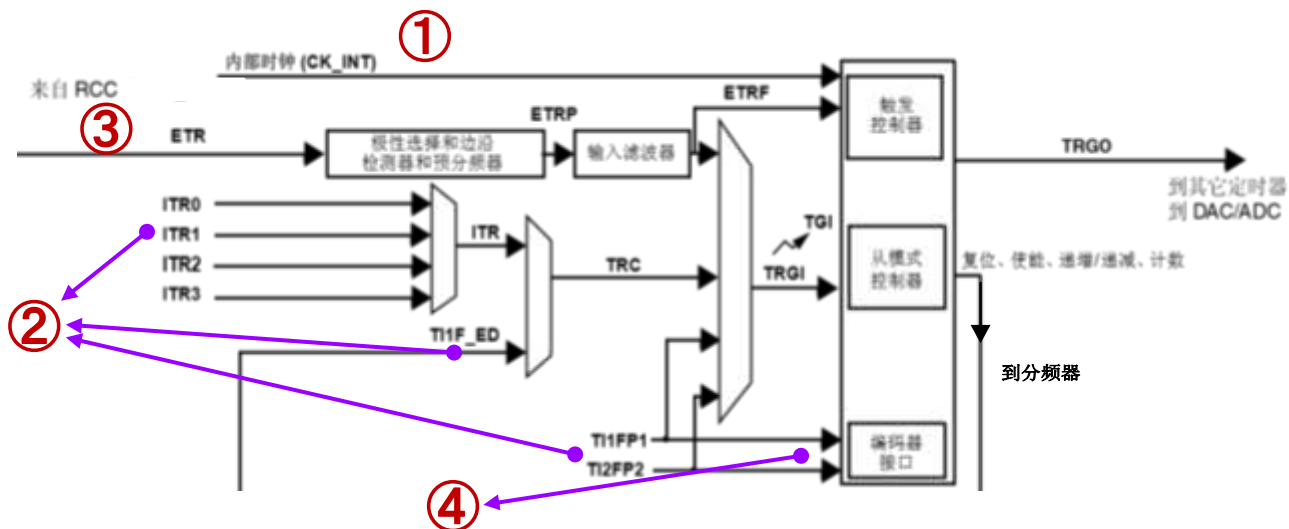 ①
内部时钟 (CK_INT)
来自 RCC
③
ETR
ETRP
ETRF
极性选择和边沿
检测器和预分频器
输入滤波器
触发
控制器
TRGO
到其它定时器
到 DAC/ADC
ITR0
ITR1
ITR2
ITR3
ITR
TRC
TGI
TRGI
从模式
控制器
复位、使能、递增/递减、计数
②
TI1F_ED
到分频器
TI1FP1
TI2FP2
编码器
接口
④